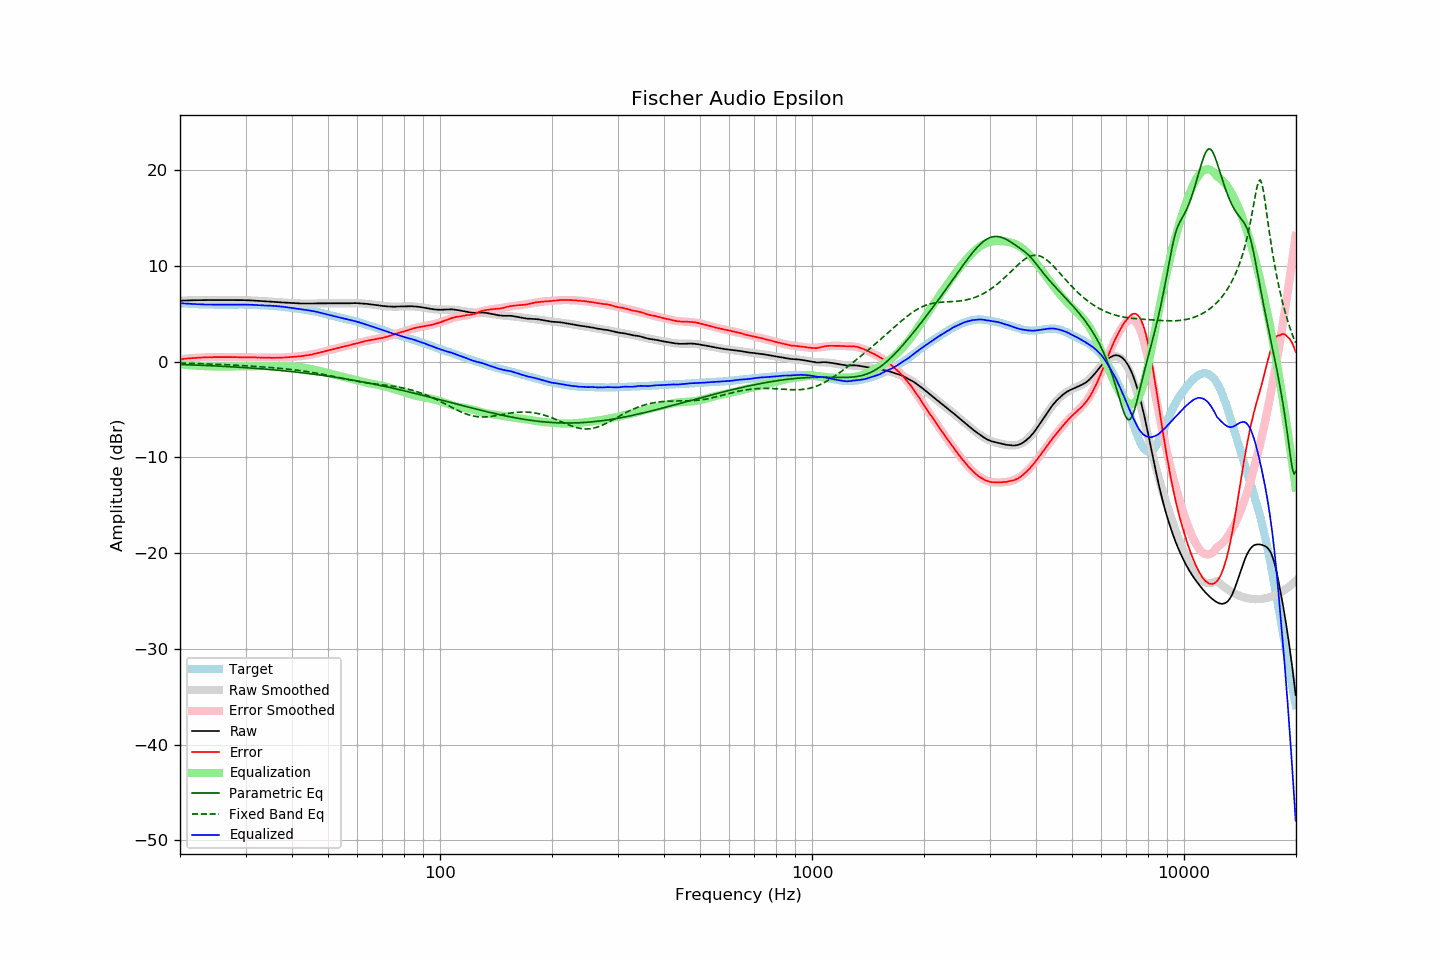 Fischer Audio Epsilon
20
10
0
−10
−20
−30
−40
−50
Amplitude (dBr)
Target
Raw Smoothed
Error Smoothed
Raw
Error
Equalization
Parametric Eq
Fixed Band Eq
Equalized
100
1000
10000
Frequency (Hz)